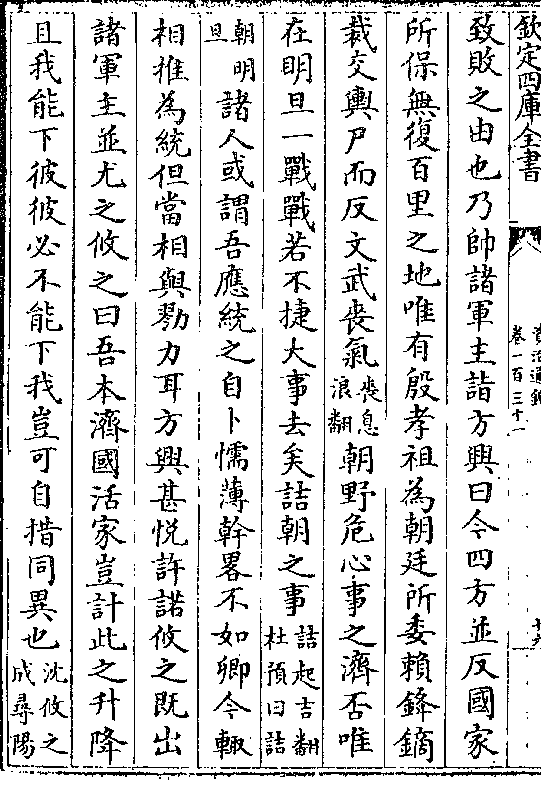 欽定四庫全書
資治通鑑
卷一百三十一
致敗之由也乃帥諸軍主詣方興曰今四方並反國家
所保無復百里之地唯有殷孝祖為朝廷所委賴鋒鏑
裁交輿尸而反文武喪氣喪息浪翻朝野危心事之濟否唯
在明旦一戰戰若不捷大事去矣詰朝之事詰起吉翻杜預曰詰
朝明旦諸人或謂吾應統之自卜懦薄幹畧不如卿今輙
相推為統但當相與勠力耳方興甚悅許諾攸之既出
諸軍主並尤之攸之曰吾本濟國活家豈計此之升降
且我能下彼彼必不能下我豈可自措同異也沈攸之成尋陽